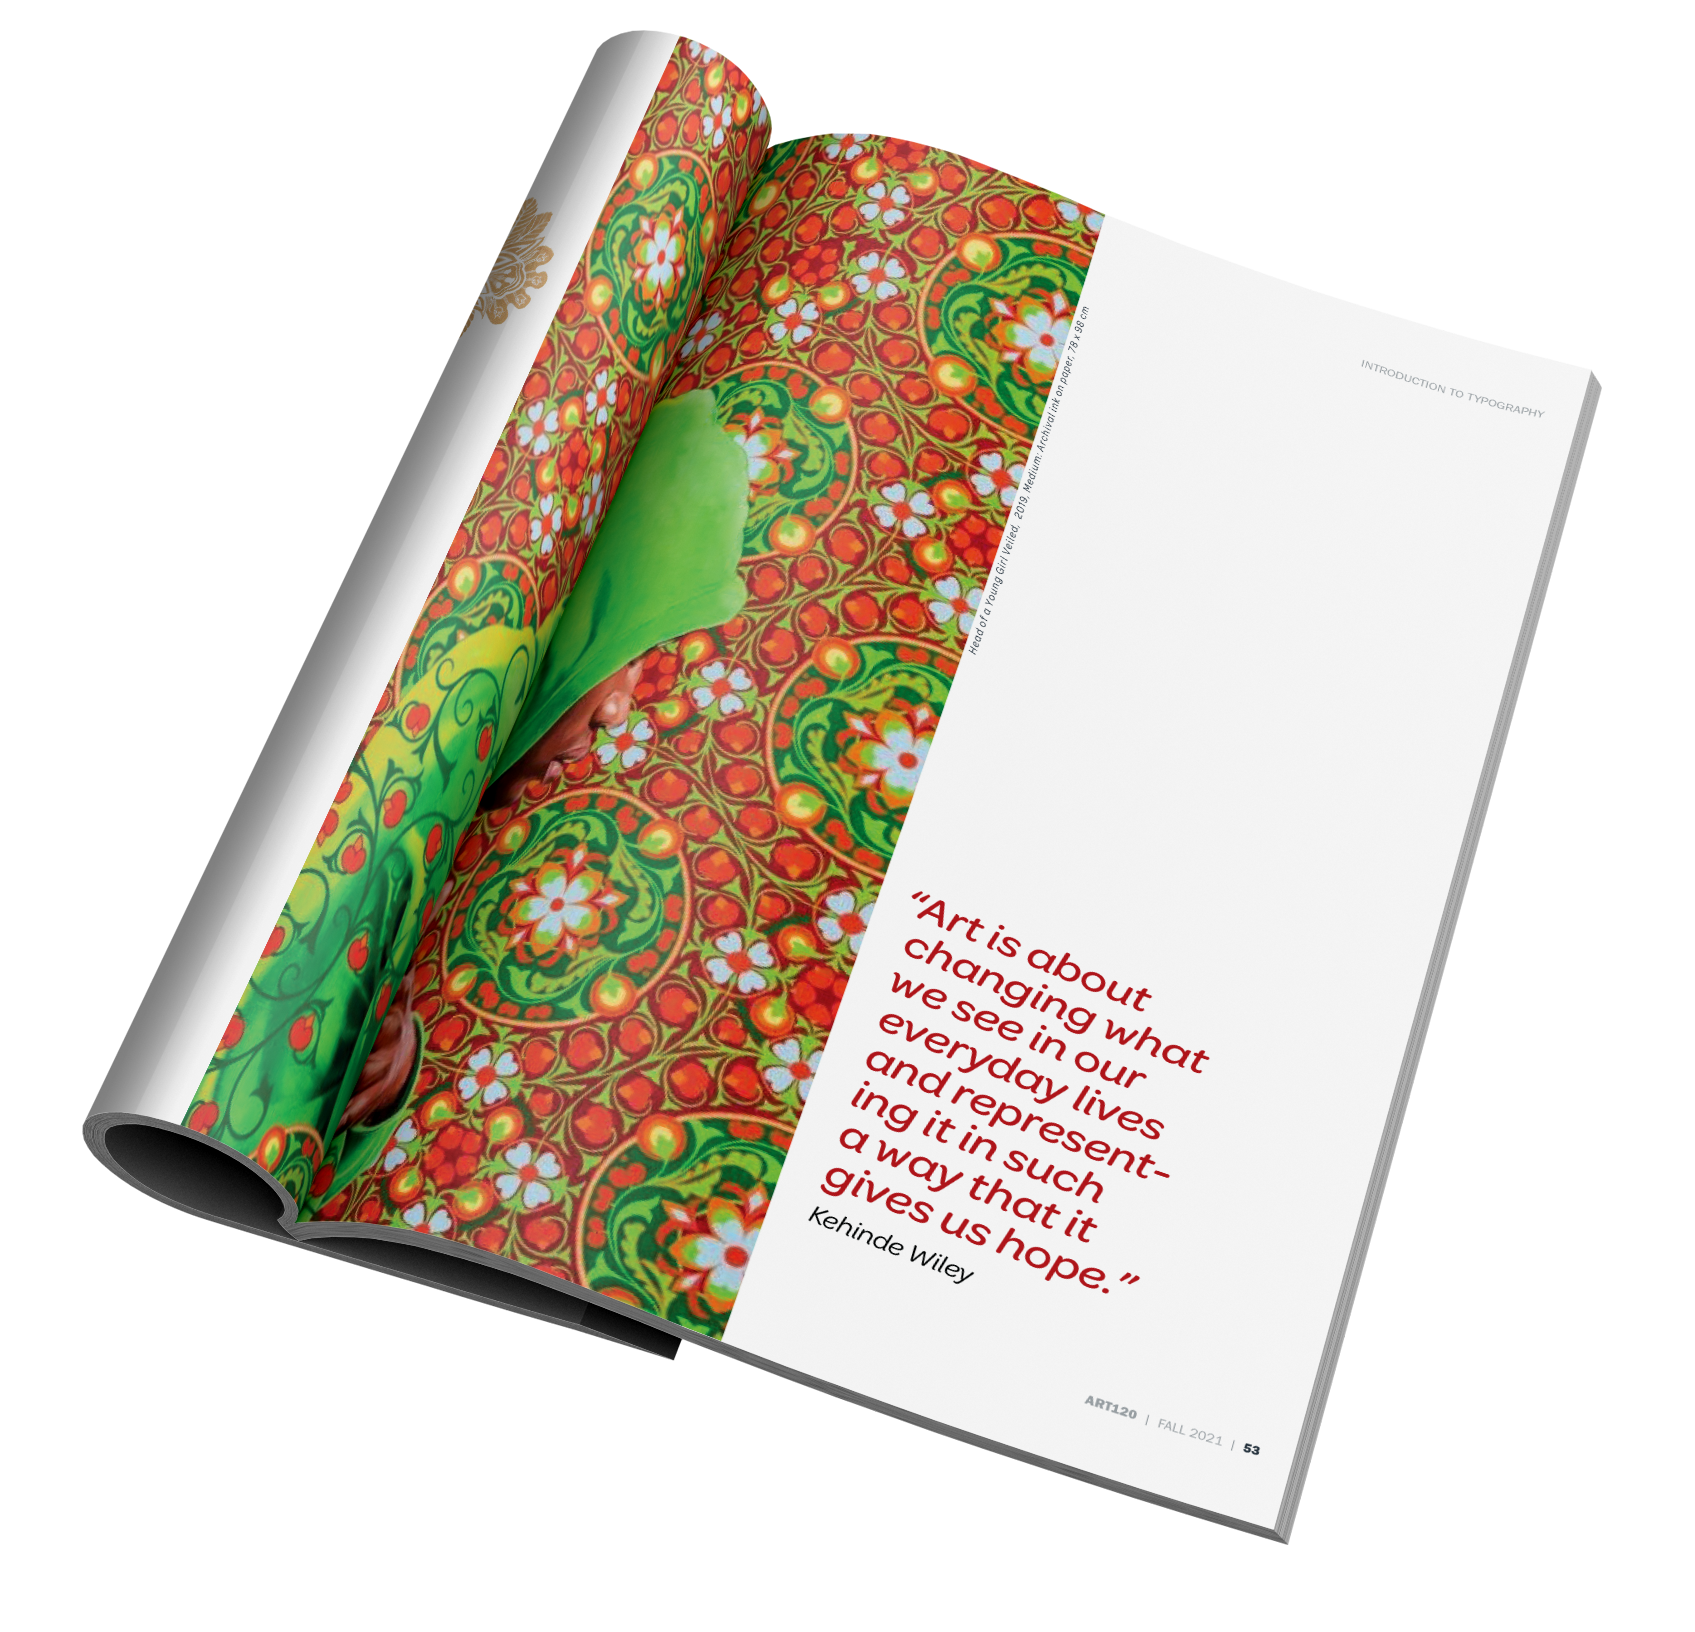 INTRODUCTION TO TYPOGRAPHY
Head of a Young Girl Veiled, 2019, Medium: Archival ink on paper, 78 x 98 cm
“Art is about
changing what
we see in our
everyday lives
and represent-
ing it in such
a way that it
gives us hope.”
Kehinde Wiley
ART120 | FALL 2021 | 53